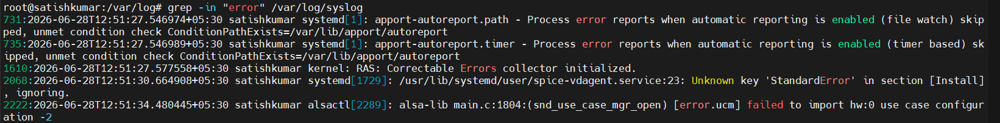 root@satishkumar:/var/log# grep -in "error" /var/log/syslog
731:2026-06-28T12:51:27.546974+05:30 satishkumar systemd[1]: apport-autoreport.path - Process error reports when automatic reporting is enabled (file watch) skip
ped, unmet condition check ConditionPathExists=/var/lib/apport/autoreport
735:2026-06-28T12:51:27.546989+05:30 satishkumar systemd[1]: apport-autoreport.timer - Process error reports when automatic reporting is enabled (timer based) sk
ipped, unmet condition check ConditionPathExists=/var/lib/apport/autoreport
1610:2026-06-28T12:51:27.577558+05:30 satishkumar kernel: RAS: Correctable Errors collector initialized.
2068:2026-06-28T12:51:30.664908+05:30 satishkumar systemd[1729]: /usr/lib/systemd/user/spice-vdagent.service:23: Unknown key 'StandardError' in section [Install]
, ignoring.
2222:2026-06-28T12:51:34.480445+05:30 satishkumar alsactl[2289]: alsa-lib main.c:1804:(snd_use_case_mgr_open) [error.ucm] failed to import hw:0 use case configur
ation -2